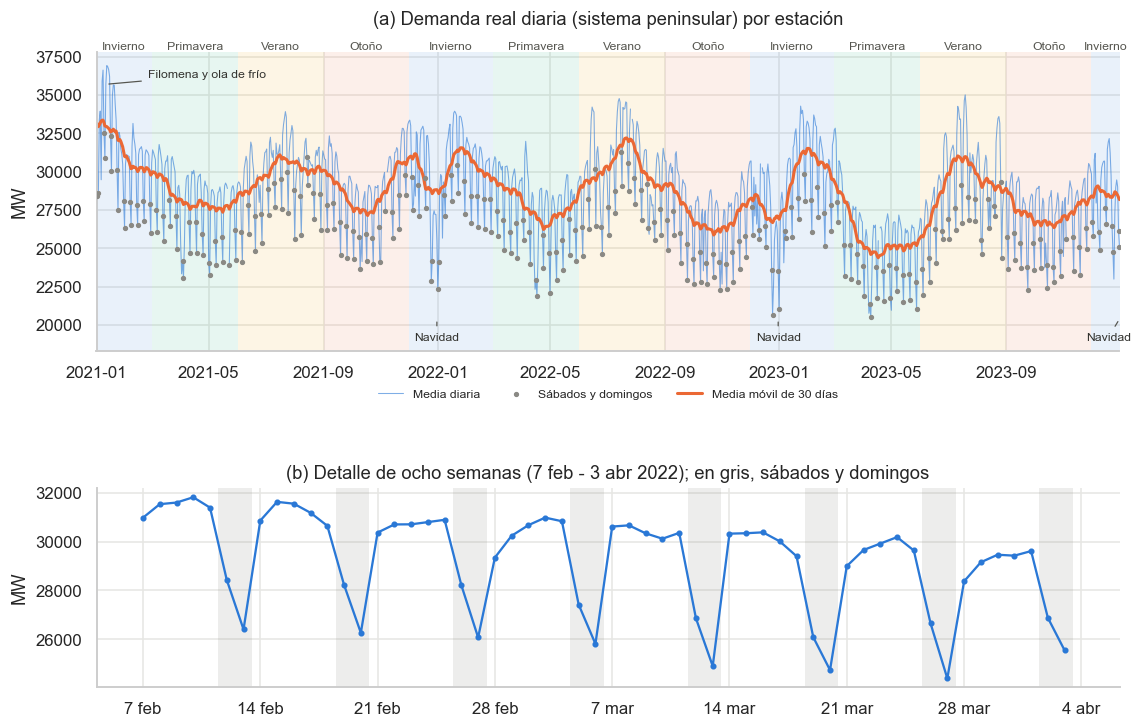 (a) Demanda real diaria (sistema peninsular) por estación
Invierno Primavera Verano Otoño Invierno Primavera Verano Otoño Invierno Primavera Verano Otoño Invierno
37500
Filomena y ola de frío
35000
32500
30000
27500
25000
22500
20000
MW
Navidad Navidad Navidad
2021-01 2021-05 2021-09 2022-01 2022-05 2022-09 2023-01 2023-05 2023-09
Media diaria Sábados y domingos Media móvil de 30 días
(b) Detalle de ocho semanas (7 feb - 3 abr 2022); en gris, sábados y domingos
32000
30000
28000
26000
MW
7 feb 14 feb 21 feb 28 feb 7 mar 14 mar 21 mar 28 mar 4 abr